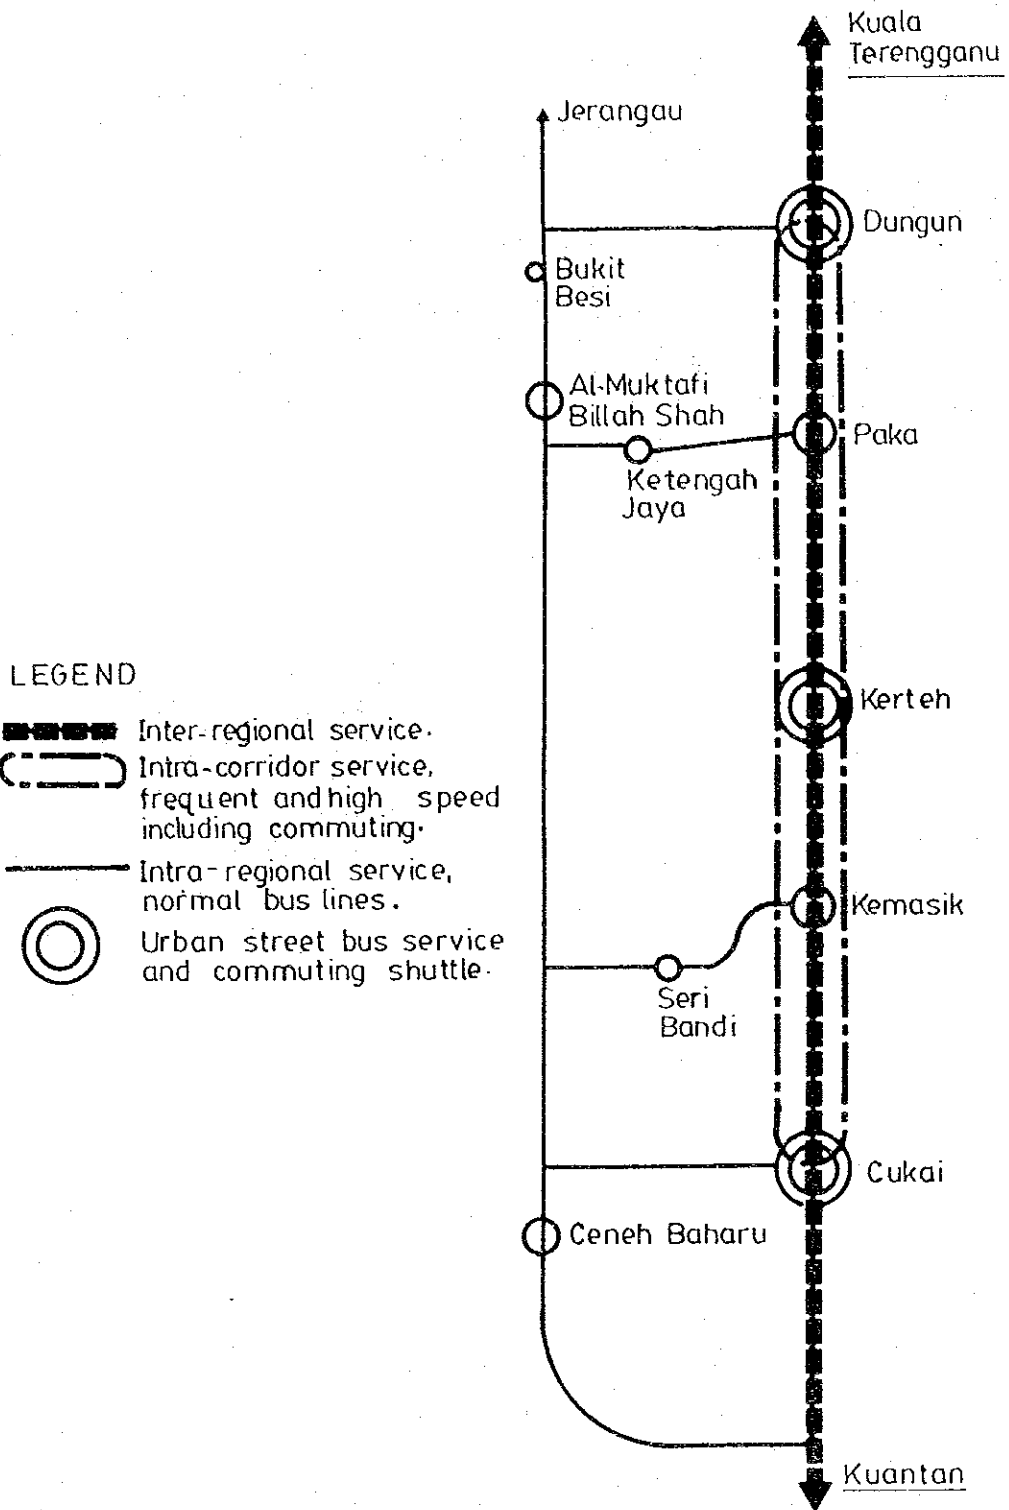 Kuala
Terengganu
Jerangau
Dungun
Bukit
Besi
Al-Muktafi
Billah Shah
Paka
Ketengah
Jaya
LEGEND
Inter-regional service.
Intra-corridor service,
frequent and high speed
including commuting.
Intra-regional service,
normal bus lines.
Urban street bus service
and commuting shuttle.
Kerteh
Kemasik
Seri
Bandi
Cukai
Ceneh Baharu
Kuantan